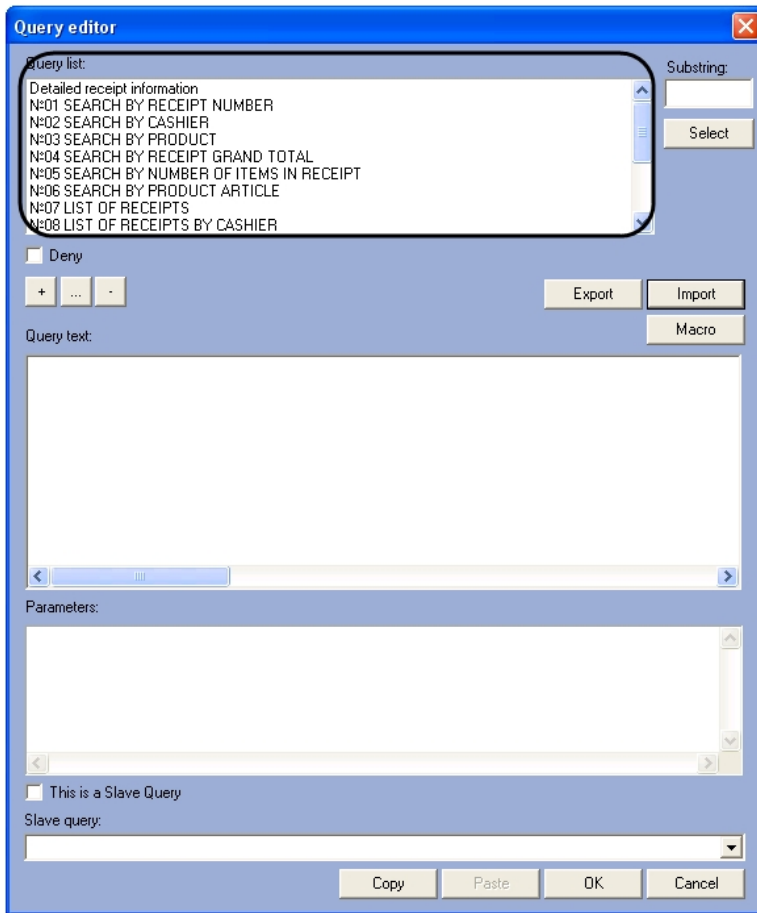 Query editor
Query list:
Substring:
Detailed receipt information
№01 SEARCH BY RECEIPT NUMBER
№02 SEARCH BY CASHIER
№03 SEARCH BY PRODUCT
№04 SEARCH BY RECEIPT GRAND TOTAL
№05 SEARCH BY NUMBER OF ITEMS IN RECEIPT
№06 SEARCH BY PRODUCT ARTICLE
№07 LIST OF RECEIPTS
№08 LIST OF RECEIPTS BY CASHIER
Select
Deny
+ ... -
Export Import
Macro
Query text:
Parameters:
This is a Slave Query
Slave query:
Copy Paste OK Cancel